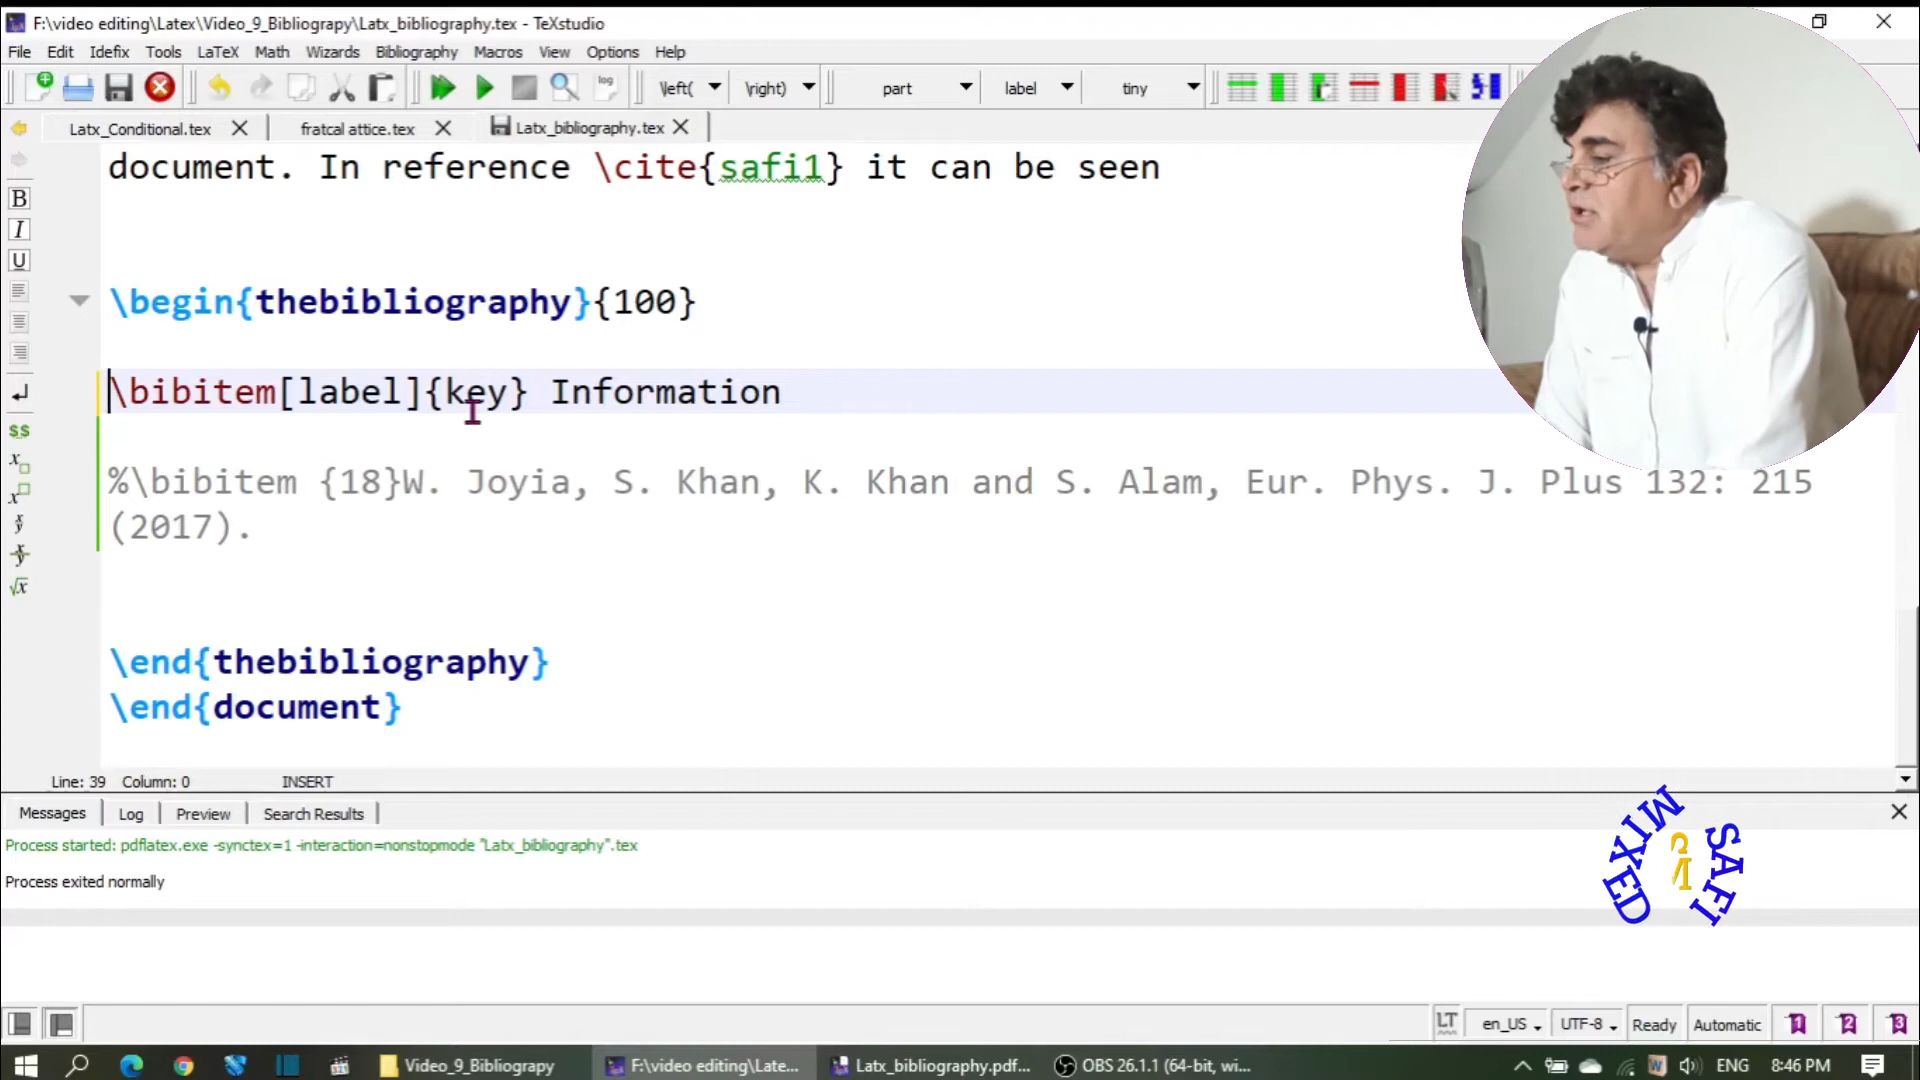 F:\video editing\Latex\Video_9_Bibliograpy\Latx_bibliography.tex - TeXstudio
File Edit Idefix Tools LaTeX Math Wizards Bibliography Macros View Options Help
log \left( \right) part label tiny
Latx_Conditional.tex fratcal attice.tex Latx_bibliography.tex
document. In reference \cite{safi1} it can be seen
\begin{thebibliography}{100}
\bibitem[label]{key} Information
%\bibitem {18}W. Joyia, S. Khan, K. Khan and S. Alam, Eur. Phys. J. Plus 132: 215
(2017).
\end{thebibliography}
\end{document}
Line: 39 Column: 0 INSERT
Messages Log Preview Search Results
Process started: pdflatex.exe -synctex=1 -interaction=nonstopmode "Latx_bibliography".tex
Process exited normally
MIXED SAFI
LT en_US UTF-8 Ready Automatic 1 2 3
Video_9_Bibliograpy F:\video editing\Late... Latx_bibliography.pdf... OBS 26.1.1 (64-bit, wi... ENG 8:46 PM